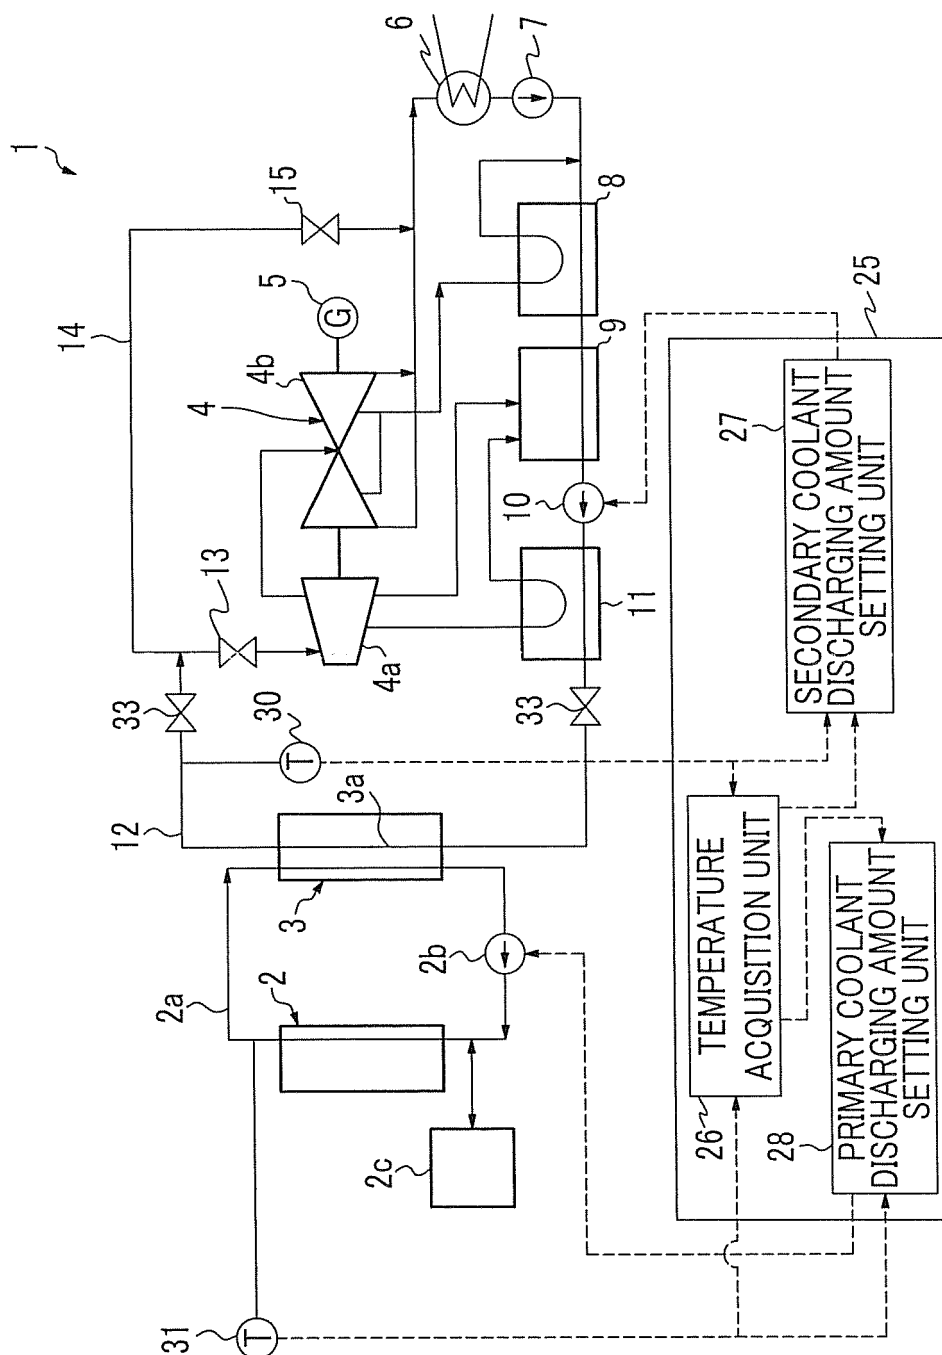 1
14
12
33
31
2a
13
4
T
2
3
30
4b
5
15
T
G
3a
2c
4a
6
2b
33
10
7
11
9
8
25
26
TEMPERATURE
ACQUISITION UNIT
27
SECONDARY COOLANT
DISCHARGING AMOUNT
SETTING UNIT
28
PRIMARY COOLANT
DISCHARGING AMOUNT
SETTING UNIT